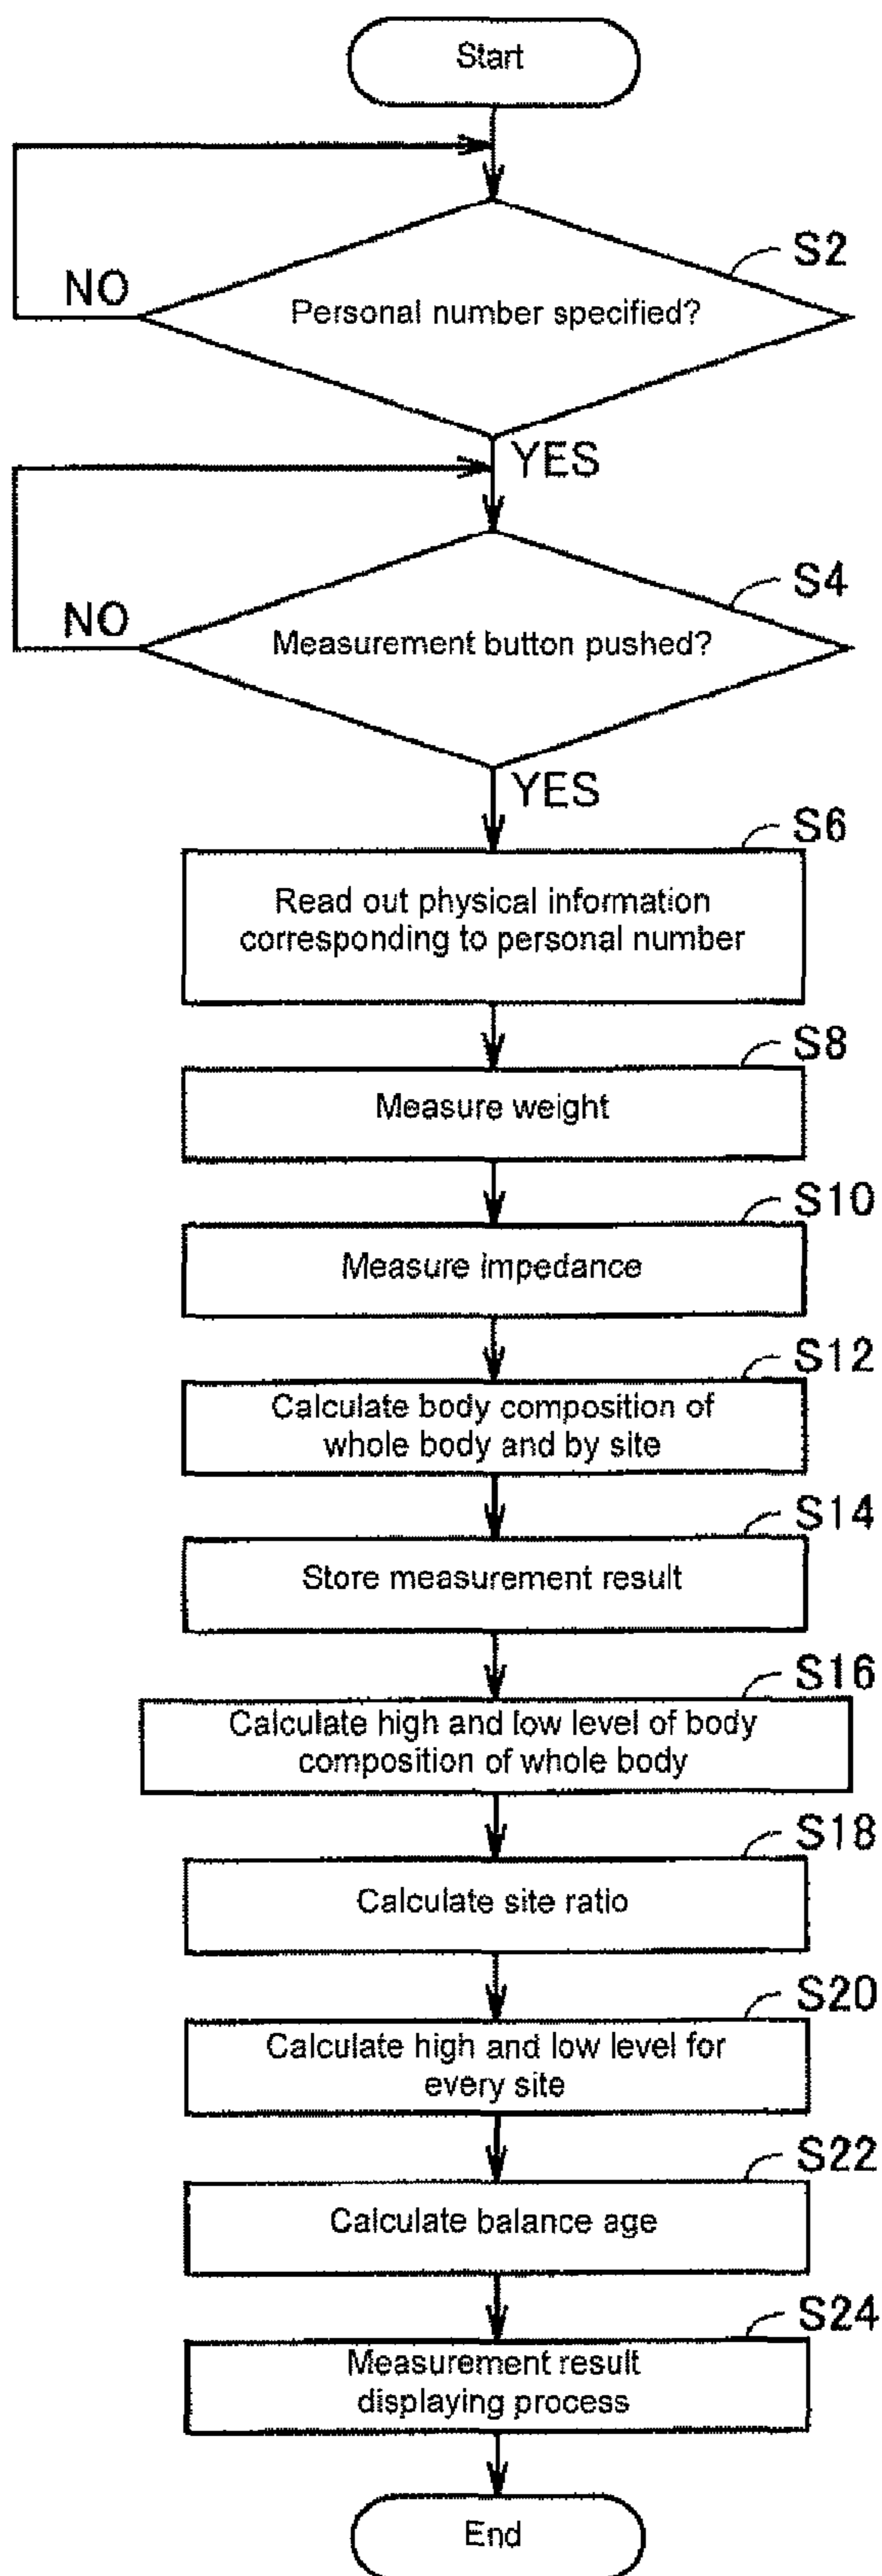 Start
S2
NO
Personal number specified?
YES
S4
NO
Measurement button pushed?
YES
S6
Read out physical information
corresponding to personal number
S8
Measure weight
S10
Measure impedance
S12
Calculate body composition of
whole body and by site
S14
Store measurement result
S16
Calculate high and low level of body
composition of whole body
S18
Calculate site ratio
S20
Calculate high and low level for
every site
S22
Calculate balance age
S24
Measurement result
displaying process
End